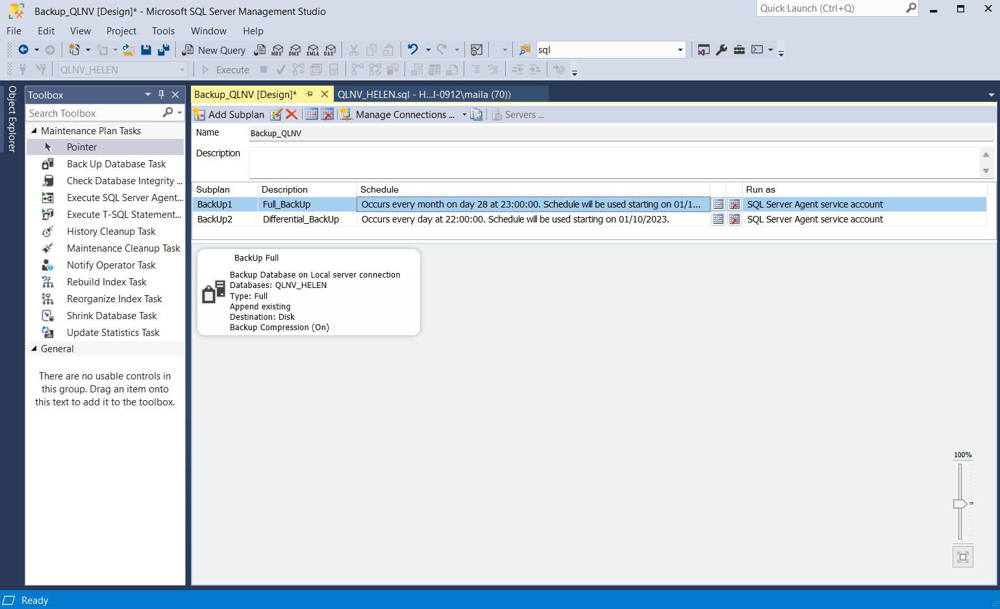 Backup_QLNV [Design]* - Microsoft SQL Server Management Studio
Quick Launch (Ctrl+Q)
File Edit View Project Tools Window Help
New Query MDX DMX XMLA DAX sql
QLNV_HELEN Execute
Object Explorer
Toolbox
Search Toolbox
Maintenance Plan Tasks
Pointer
Back Up Database Task
Check Database Integrity ...
Execute SQL Server Agent...
Execute T-SQL Statement...
History Cleanup Task
Maintenance Cleanup Task
Notify Operator Task
Rebuild Index Task
Reorganize Index Task
Shrink Database Task
Update Statistics Task
General
There are no usable controls in
this group. Drag an item onto
this text to add it to the toolbox.
Backup_QLNV [Design]* QLNV_HELEN.sql - H...I-0912\maila (70))
Add Subplan Manage Connections ... Servers ...
Name Backup_QLNV
Description
Subplan Description Schedule Run as
BackUp1 Full_BackUp Occurs every month on day 28 at 23:00:00. Schedule will be used starting on 01/1... SQL Server Agent service account
BackUp2 Differential_BackUp Occurs every day at 22:00:00. Schedule will be used starting on 01/10/2023. SQL Server Agent service account
BackUp Full
Backup Database on Local server connection
Databases: QLNV_HELEN
Type: Full
Append existing
Destination: Disk
Backup Compression (On)
100%
Ready